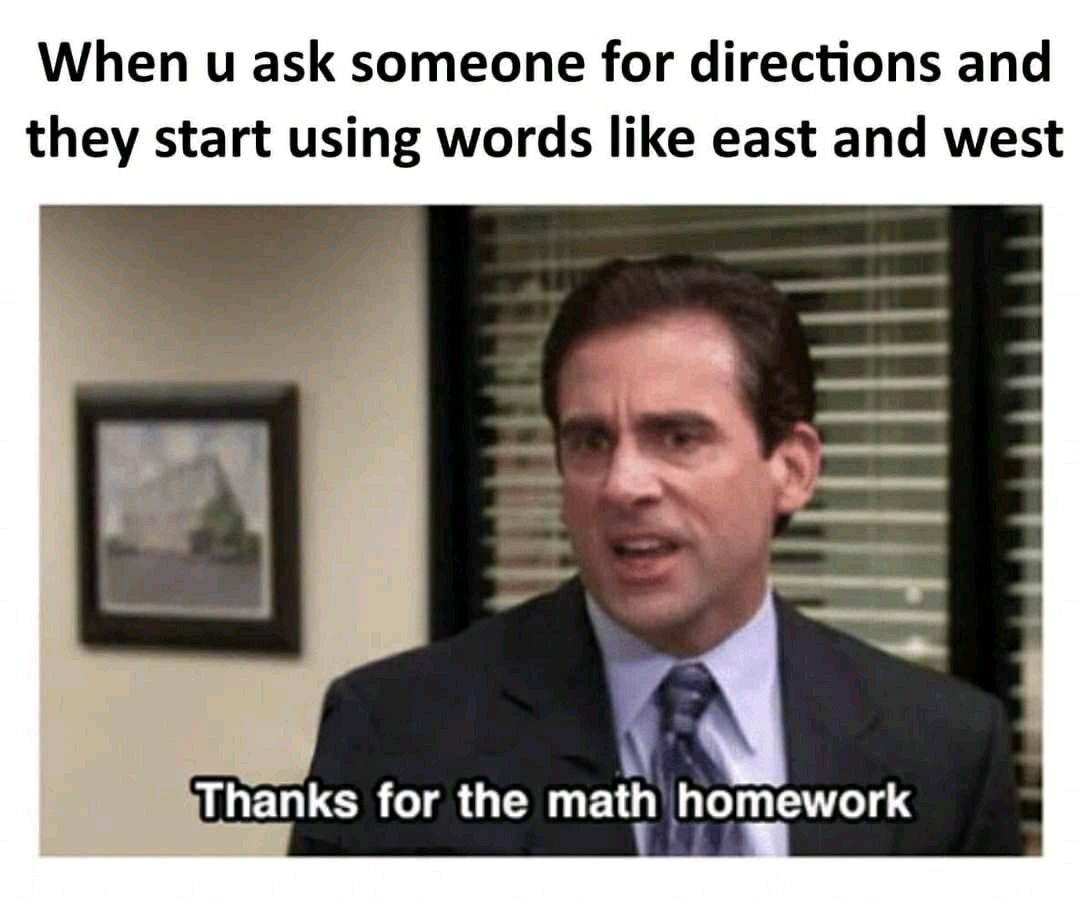 When u ask someone for directions and
they start using words like east and west
Thanks for the math homework